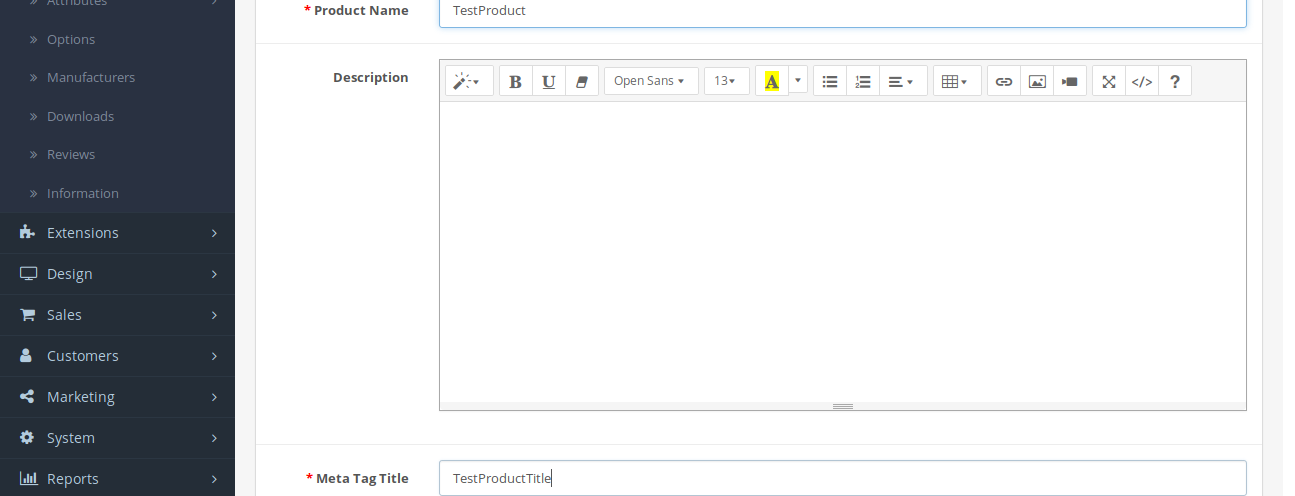 Attributes
Options
Manufacturers
Downloads
Reviews
Information
Extensions
Design
Sales
Customers
Marketing
System
Reports
* Product Name
TestProduct
Description
B U Open Sans 13 A </> ?
* Meta Tag Title
TestProductTitle